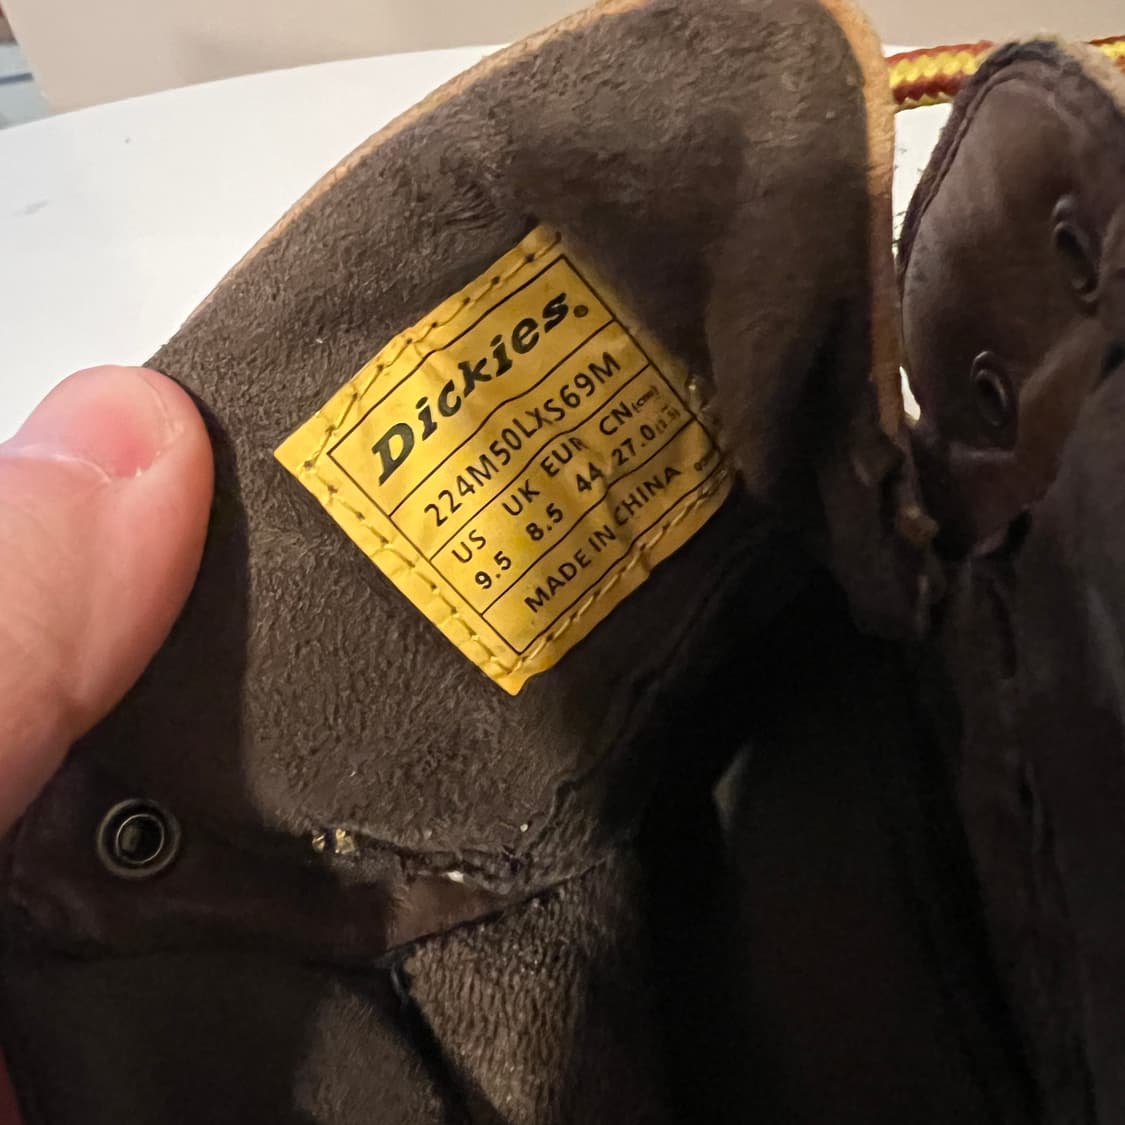 Dickies®
224M50LXS69M
US UK EUR CN(cm)
9.5 8.5 44 27.0
MADE IN CHINA